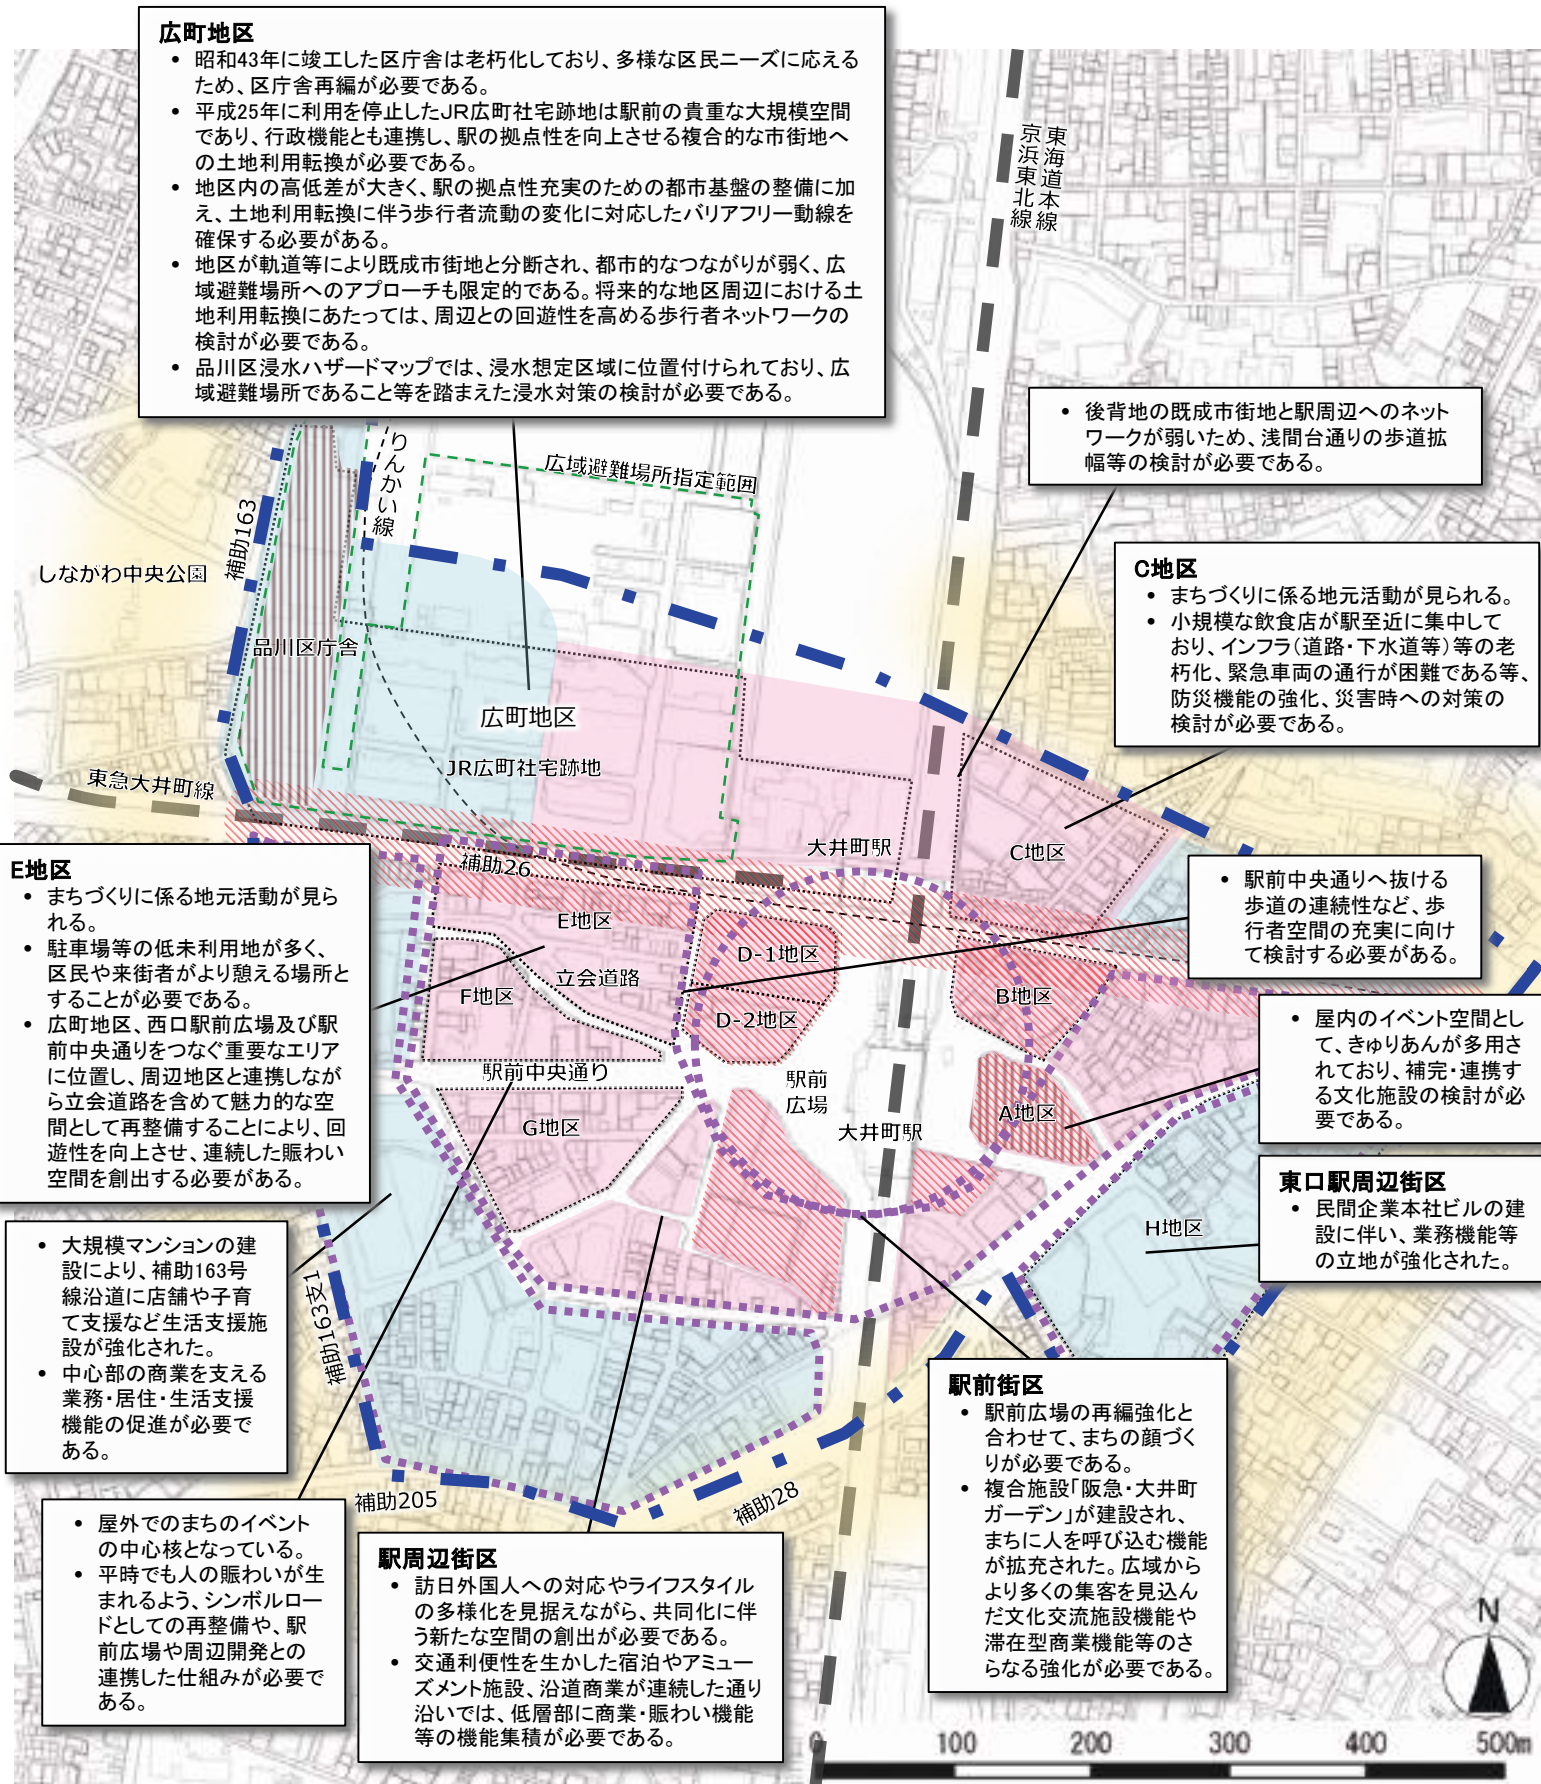 広町地区
• 昭和43年に竣工した区庁舎は老朽化しており、多様な区民ニーズに応える
ため、区庁舎再編が必要である。
• 平成25年に利用を停止したJR広町社宅跡地は駅前の貴重な大規模空間
であり、行政機能とも連携し、駅の拠点性を向上させる複合的な市街地へ
の土地利用転換が必要である。
• 地区内の高低差が大きく、駅の拠点性充実のための都市基盤の整備に加
え、土地利用転換に伴う歩行者流動の変化に対応したバリアフリー動線を
確保する必要がある。
• 地区が軌道等により既成市街地と分断され、都市的なつながりが弱く、広
域避難場所へのアプローチも限定的である。将来的な地区周辺における土
地利用転換にあたっては、周辺との回遊性を高める歩行者ネットワークの
検討が必要である。
• 品川区浸水ハザードマップでは、浸水想定区域に位置付けられており、広
域避難場所であること等を踏まえた浸水対策の検討が必要である。
東海道本線
京浜東北線
• 後背地の既成市街地と駅周辺へのネット
ワークが弱いため、浅間台通りの歩道拡
幅等の検討が必要である。
りんかい線
広域避難場所指定範囲
補助163
しながわ中央公園
品川区庁舎
C地区
• まちづくりに係る地元活動が見られる。
• 小規模な飲食店が駅至近に集中して
おり、インフラ(道路・下水道等)等の老
朽化、緊急車両の通行が困難である等、
防災機能の強化、災害時への対策の
検討が必要である。
広町地区
JR広町社宅跡地
東急大井町線
大井町駅
C地区
補助26
E地区
• まちづくりに係る地元活動が見ら
れる。
• 駐車場等の低未利用地が多く、
区民や来街者がより憩える場所と
することが必要である。
• 広町地区、西口駅前広場及び駅
前中央通りをつなぐ重要なエリア
に位置し、周辺地区と連携しなが
ら立会道路を含めて魅力的な空
間として再整備することにより、回
遊性を向上させ、連続した賑わい
空間を創出する必要がある。
• 駅前中央通りへ抜ける
歩道の連続性など、歩
行者空間の充実に向け
て検討する必要がある。
E地区
D-1地区
立会道路
F地区
D-2地区
B地区
• 屋内のイベント空間とし
て、きゅりあんが多用さ
れており、補完・連携す
る文化施設の検討が必
要である。
駅前中央通り
駅前
広場
A地区
G地区
大井町駅
東口駅周辺街区
• 民間企業本社ビルの建
設に伴い、業務機能等
の立地が強化された。
H地区
• 大規模マンションの建
設により、補助163号
線沿道に店舗や子育
て支援など生活支援施
設が強化された。
• 中心部の商業を支える
業務・居住・生活支援
機能の促進が必要で
ある。
補助163支1
駅前街区
• 駅前広場の再編強化と
合わせて、まちの顔づく
りが必要である。
• 複合施設「阪急・大井町
ガーデン」が建設され、
まちに人を呼び込む機能
が拡充された。広域から
より多くの集客を見込ん
だ文化交流施設機能や
滞在型商業機能等のさ
らなる強化が必要である。
補助205
補助28
• 屋外でのまちのイベント
の中心核となっている。
• 平時でも人の賑わいが生
まれるよう、シンボルロー
ドとしての再整備や、駅
前広場や周辺開発との
連携した仕組みが必要で
ある。
駅周辺街区
• 訪日外国人への対応やライフスタイル
の多様化を見据えながら、共同化に伴
う新たな空間の創出が必要である。
• 交通利便性を生かした宿泊やアミュー
ズメント施設、沿道商業が連続した通り
沿いでは、低層部に商業・賑わい機能
等の機能集積が必要である。
N
0 100 200 300 400 500m